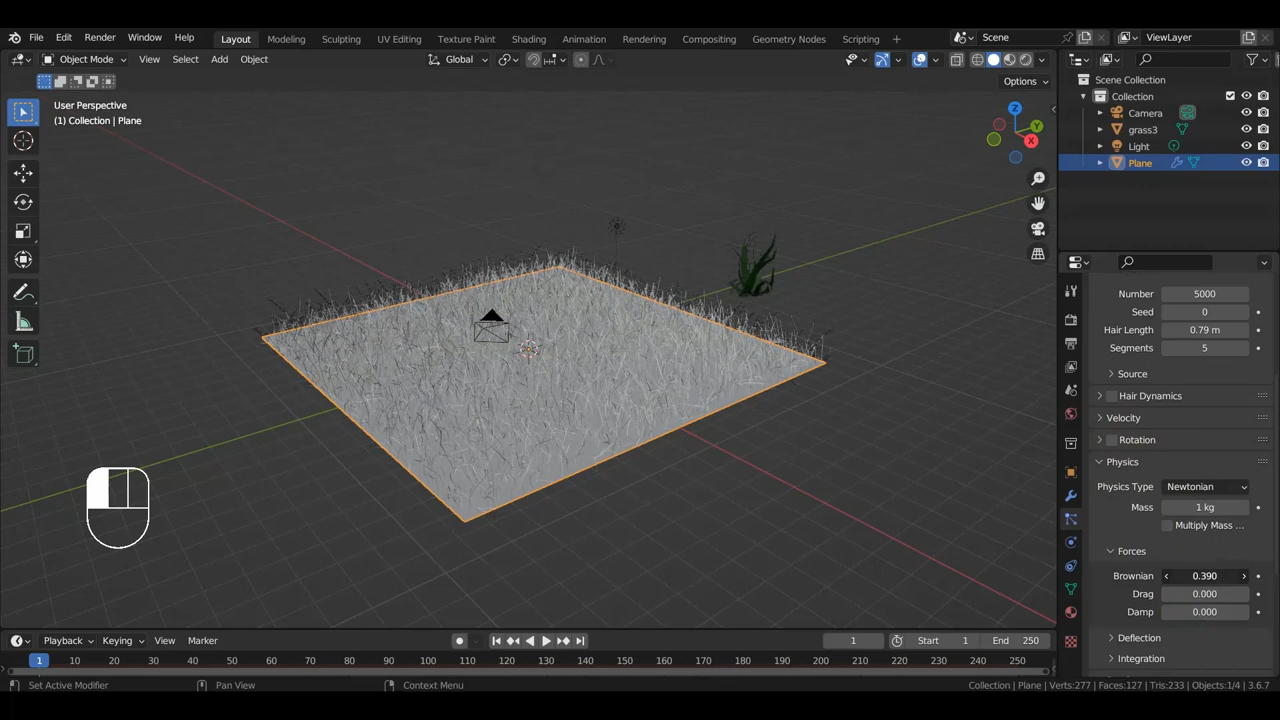 File Edit Render Window Help Layout Modeling Sculpting UV Editing Texture Paint Shading Animation Rendering Compositing Geometry Nodes Scripting + Scene ViewLayer
Object Mode View Select Add Object Global
Options
User Perspective
(1) Collection | Plane
X
Y
Z
Scene Collection
Collection
Camera
grass3
Light
Plane
Number 5000
Seed 0
Hair Length 0.79 m
Segments 5
Source
Hair Dynamics
Velocity
Rotation
Physics
Physics Type Newtonian
Mass 1 kg
Multiply Mass ...
Forces
Brownian 0.390
Drag 0.000
Damp 0.000
Deflection
Integration
Playback Keying View Marker 1 Start 1 End 250
1 10 20 30 40 50 60 70 80 90 100 110 120 130 140 150 160 170 180 190 200 210 220 230 240 250
Set Active Modifier Pan View Context Menu Collection | Plane | Verts:277 | Faces:127 | Tris:233 | Objects:1/4 | 3.6.7